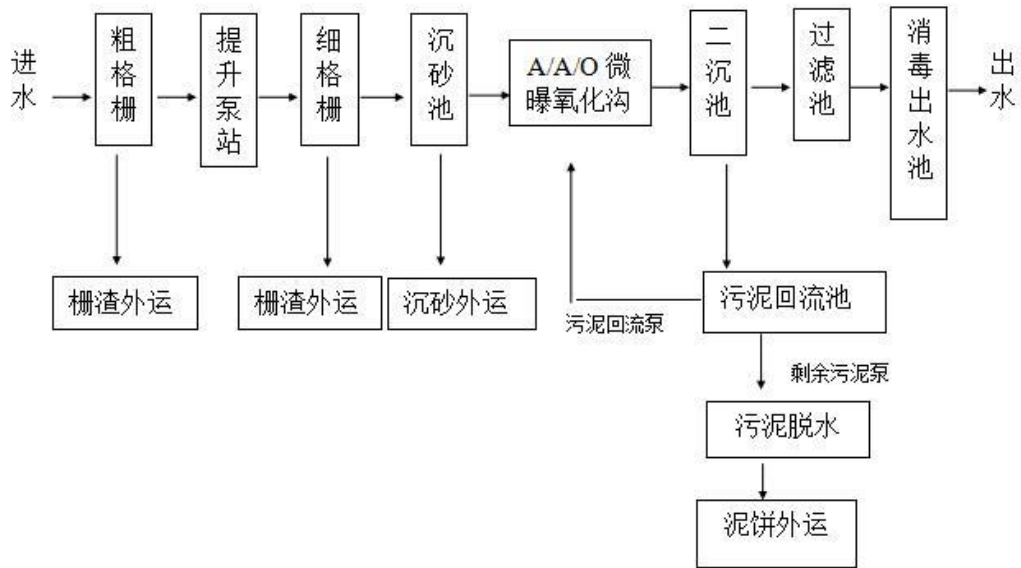 进水
粗格栅
提升泵站
细格栅
沉砂池
A/A/O 微
曝氧化沟
二沉池
过滤池
消毒出水池
出水
栅渣外运
栅渣外运
沉砂外运
污泥回流泵
污泥回流池
剩余污泥泵
污泥脱水
泥饼外运